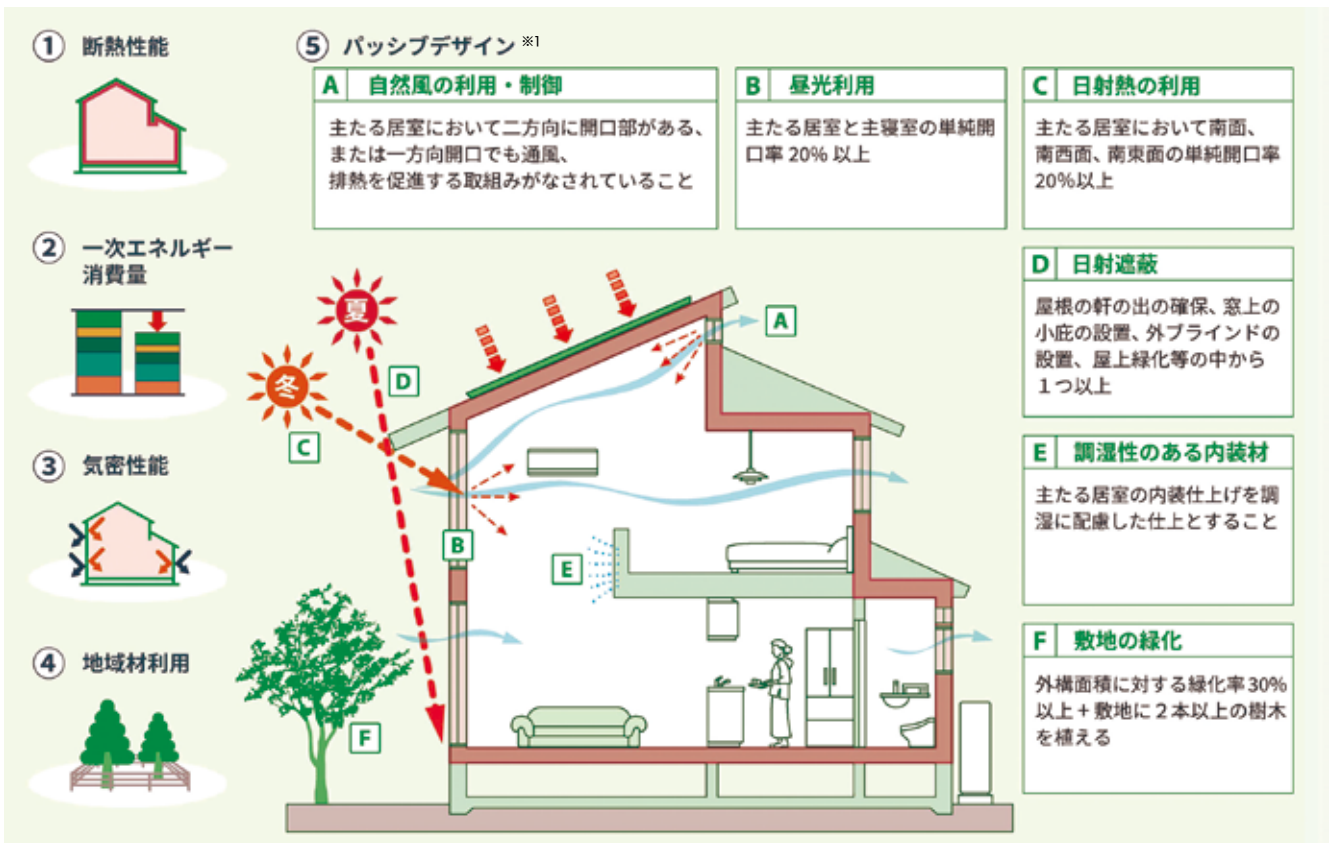 ① 断熱性能
② 一次エネルギー
消費量
③ 気密性能
④ 地域材利用
⑤ パッシブデザイン ※1
A 自然風の利用・制御
主たる居室において二方向に開口部がある、
または一方向開口でも通風、
排熱を促進する取組みがなされていること
B 昼光利用
主たる居室と主寝室の単純開
口率 20% 以上
C 日射熱の利用
主たる居室において南面、
南西面、南東面の単純開口率
20%以上
D 日射遮蔽
屋根の軒の出の確保、窓上の
小庇の設置、外ブラインドの
設置、屋上緑化等の中から
１つ以上
E 調湿性のある内装材
主たる居室の内装仕上げを調
湿に配慮した仕上とすること
F 敷地の緑化
外構面積に対する緑化率 30%
以上 + 敷地に２本以上の樹木
を植える
夏
冬
A
D
C
B
E
F